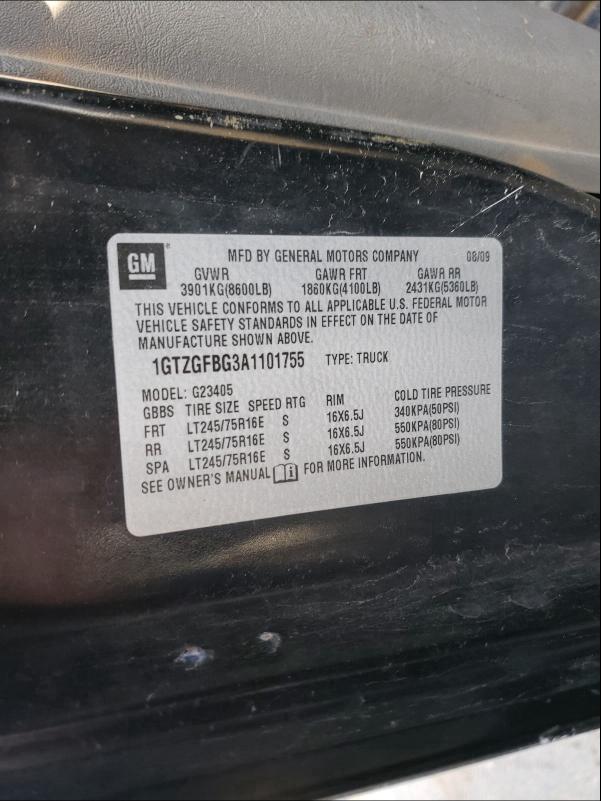 GM ®
MFD BY GENERAL MOTORS COMPANY 08/09
GVWR GAWR FRT GAWR RR
3901KG(8600LB) 1860KG(4100LB) 2431KG(5360LB)
THIS VEHICLE CONFORMS TO ALL APPLICABLE U.S. FEDERAL MOTOR
VEHICLE SAFETY STANDARDS IN EFFECT ON THE DATE OF
MANUFACTURE SHOWN ABOVE.
1GTZGFBG3A1101755 TYPE: TRUCK
MODEL: G23405
GBBS TIRE SIZE SPEED RTG RIM COLD TIRE PRESSURE
FRT LT245/75R16E S 16X6.5J 340KPA(50PSI)
RR LT245/75R16E S 16X6.5J 550KPA(80PSI)
SPA LT245/75R16E S 16X6.5J 550KPA(80PSI)
SEE OWNER'S MANUAL FOR MORE INFORMATION.